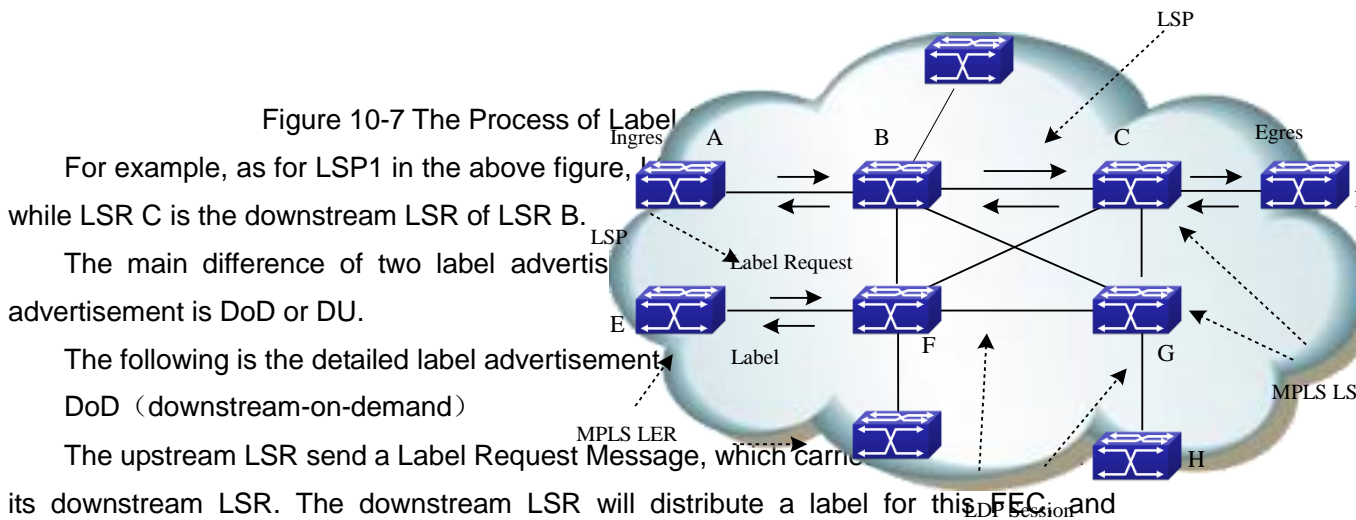 LSP
Figure 10-7 The Process of Label
Ingres A B C Egres
For example, as for LSP1 in the above figure,
while LSR C is the downstream LSR of LSR B.
LSP
The main difference of two label advertis
Label Request
advertisement is DoD or DU.
E
F
G
The following is the detailed label advertisement
Label
DoD（downstream-on-demand）
MPLS LS
MPLS LER
The upstream LSR send a Label Request Message, which carrie
H
its downstream LSR. The downstream LSR will distribute a label for this FEC, and
LDP Session